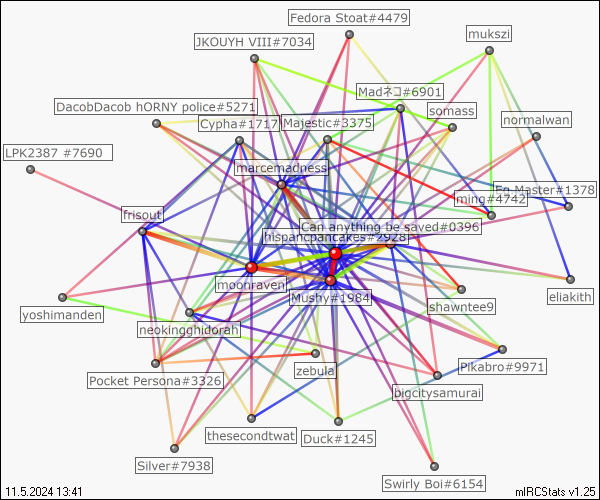 Fedora Stoat#4479
mukszi
JKOUYH VIII#7034
Madネコ#6901
DacobDacob hORNY police#5271
somass
normalwan
Cypha#1717
Majestic#3375
LPK2387 #7690
marcemadness
En Master#1378
ming#4742
frisout
Can anything be saved#0396
hispancpancakes#2928
moonraven
Mushy#1984
eliakith
yoshimanden
shawntee9
neokingghidorah
zebula
Pikabro#9971
Pocket Persona#3326
bigcitysamurai
thesecondtwat
Duck#1245
Silver#7938
Swirly Boi#6154
11.5.2024 13:41
mIRCStats v1.25